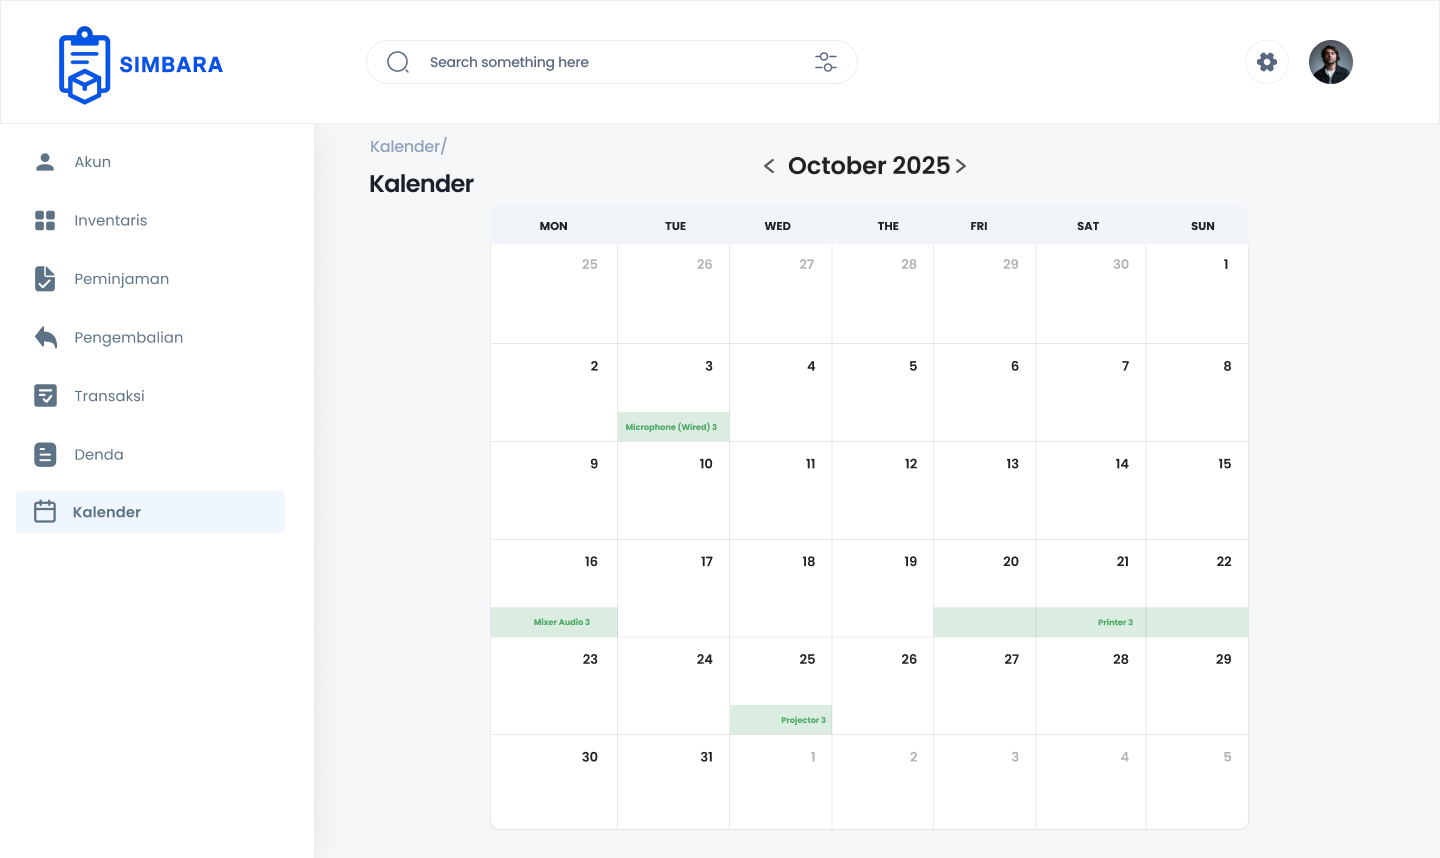 SIMBARA
Search something here
Akun
Inventaris
Peminjaman
Pengembalian
Transaksi
Denda
Kalender
Kalender/
Kalender
< October 2025 >
MON TUE WED THE FRI SAT SUN
25 26 27 28 29 30 1
2 3 4 5 6 7 8
Microphone (Wired) 3
9 10 11 12 13 14 15
16 17 18 19 20 21 22
Mixer Audio 3 Printer 3
23 24 25 26 27 28 29
Projector 3
30 31 1 2 3 4 5